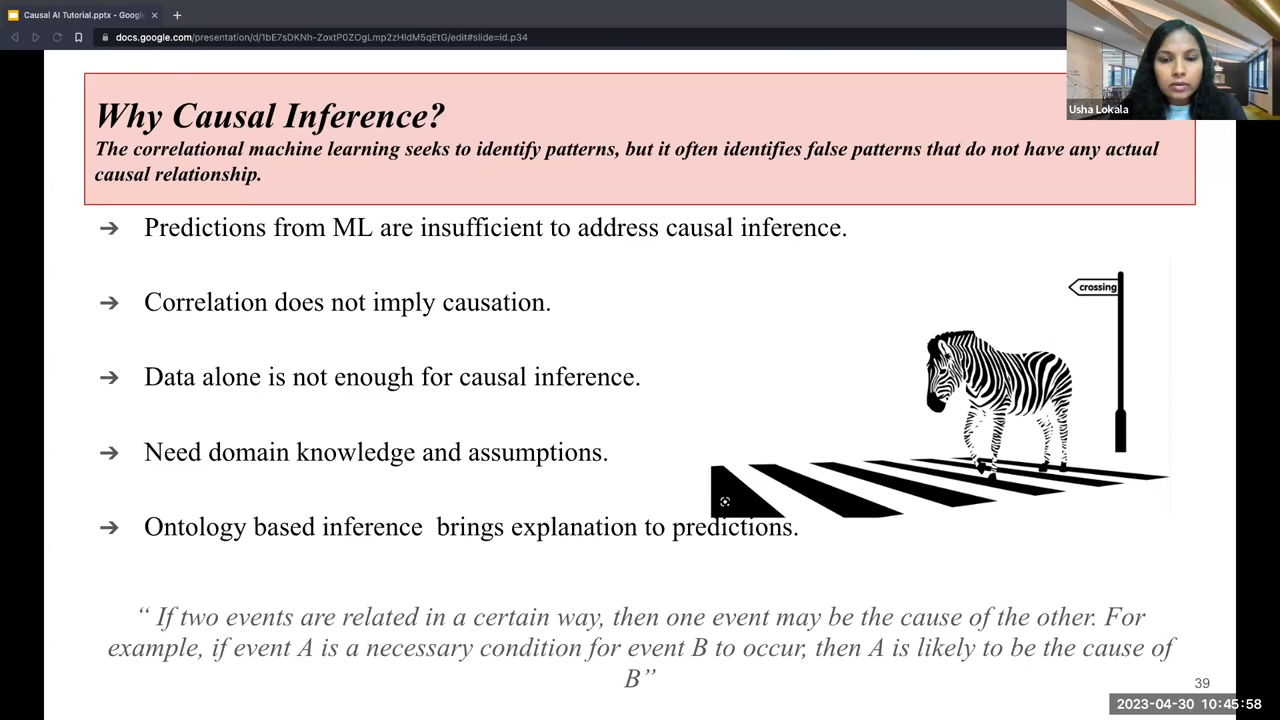 Causal AI Tutorial.pptx - Googl
docs.google.com/presentation/d/1bE7sDKNh-ZoxtP0ZOgLmp2zHldM5qEtG/edit#slide=id.p34
Usha Lokala
Why Causal Inference?
The correlational machine learning seeks to identify patterns, but it often identifies false patterns that do not have any actual
causal relationship.
➔ Predictions from ML are insufficient to address causal inference.
➔ Correlation does not imply causation.
➔ Data alone is not enough for causal inference.
➔ Need domain knowledge and assumptions.
➔ Ontology based inference  brings explanation to predictions.
crossing
“ If two events are related in a certain way, then one event may be the cause of the other. For
example, if event A is a necessary condition for event B to occur, then A is likely to be the cause of
B”
39
2023-04-30 10:45:58